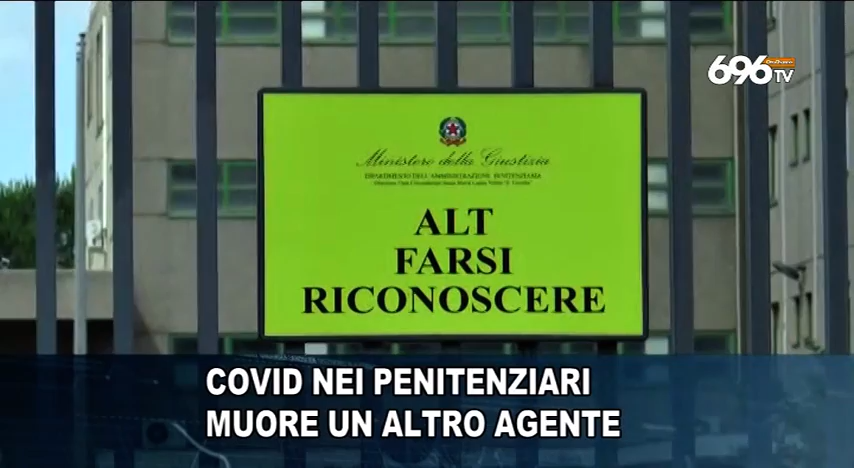 696
TV
Ministero della Giustizia
DIPARTIMENTO DELL'AMMINISTRAZIONE PENITENZIARIA
ALT
FARSI
RICONOSCERE
COVID NEI PENITENZIARI
MUORE UN ALTRO AGENTE